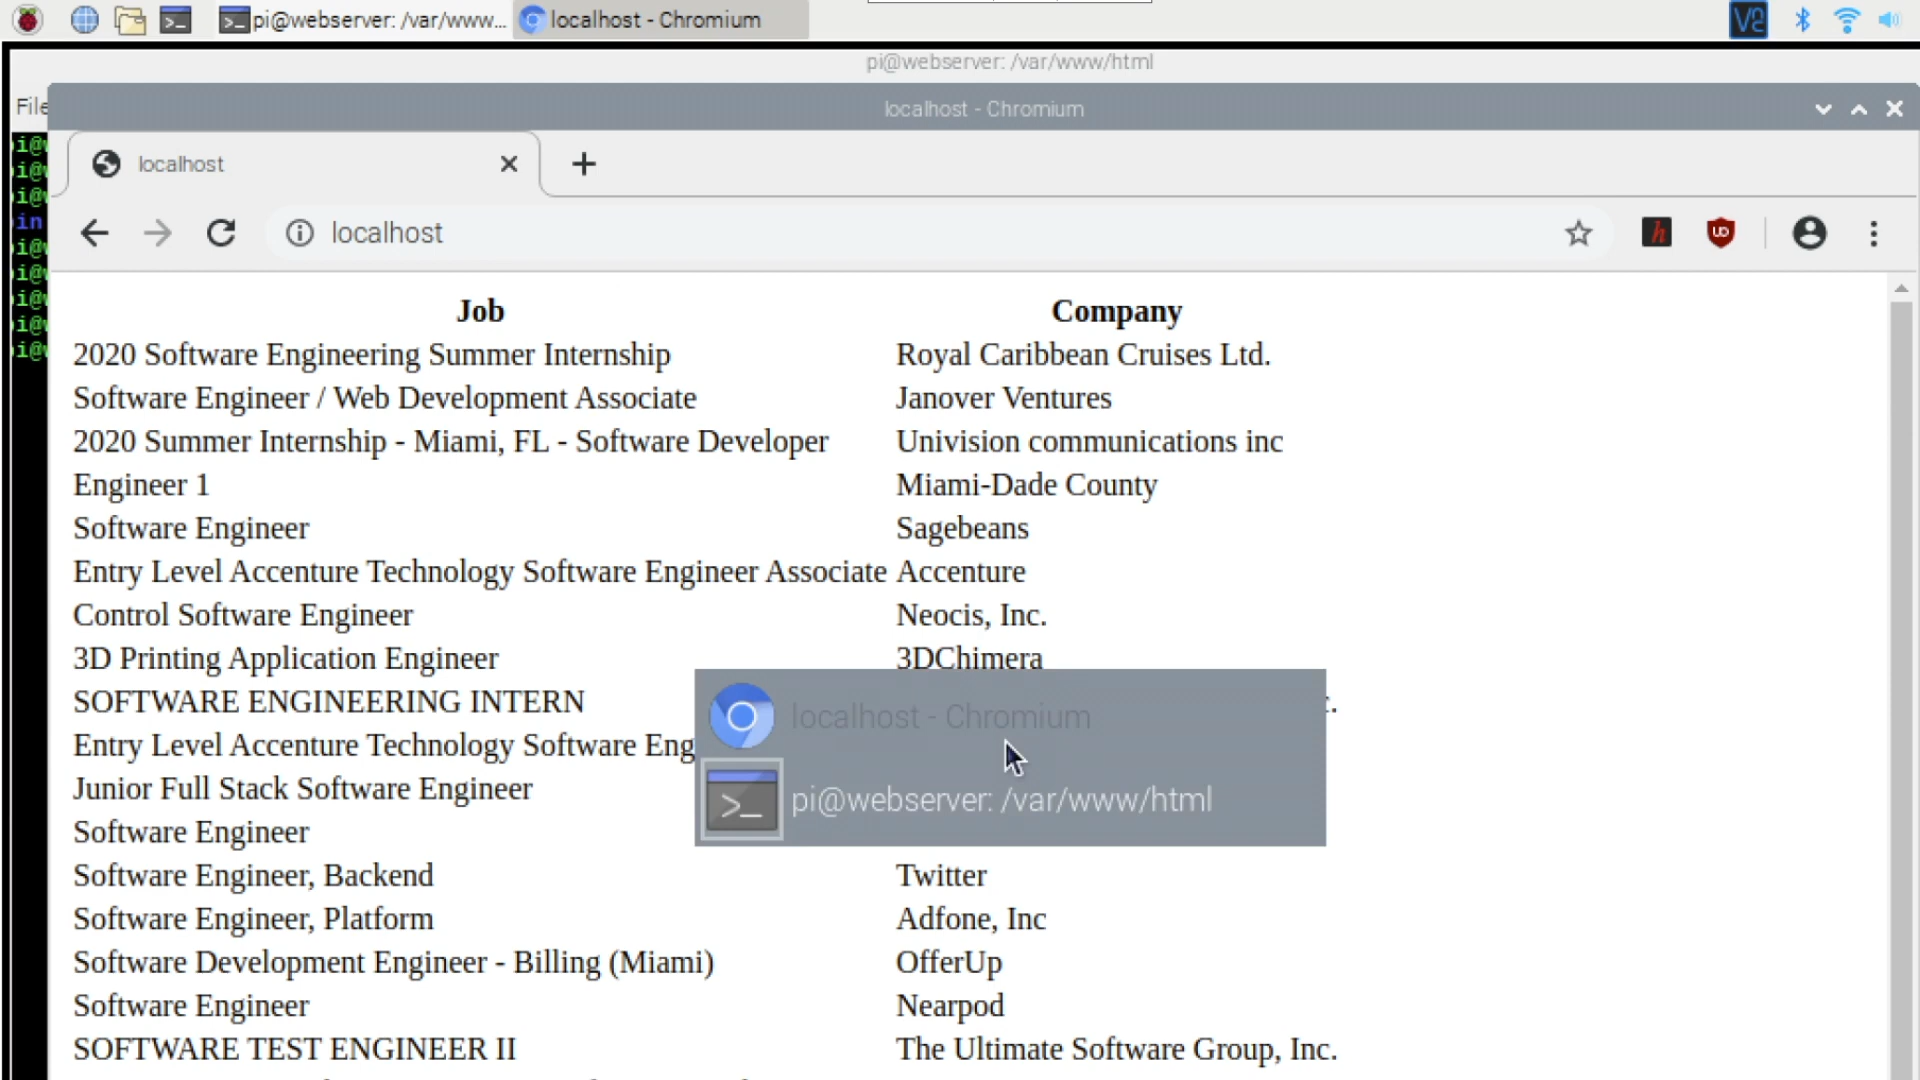 pi@webserver: /var/www...
localhost - Chromium
pi@webserver: /var/www/html
File
localhost - Chromium
localhost
localhost
Job Company
2020 Software Engineering Summer Internship Royal Caribbean Cruises Ltd.
Software Engineer / Web Development Associate Janover Ventures
2020 Summer Internship - Miami, FL - Software Developer Univision communications inc
Engineer 1 Miami-Dade County
Software Engineer Sagebeans
Entry Level Accenture Technology Software Engineer Associate Accenture
Control Software Engineer Neocis, Inc.
3D Printing Application Engineer 3DChimera
SOFTWARE ENGINEERING INTERN
localhost - Chromium
Entry Level Accenture Technology Software Eng
Junior Full Stack Software Engineer
pi@webserver: /var/www/html
Software Engineer
Software Engineer, Backend Twitter
Software Engineer, Platform Adfone, Inc
Software Development Engineer - Billing (Miami) OfferUp
Software Engineer Nearpod
SOFTWARE TEST ENGINEER II The Ultimate Software Group, Inc.